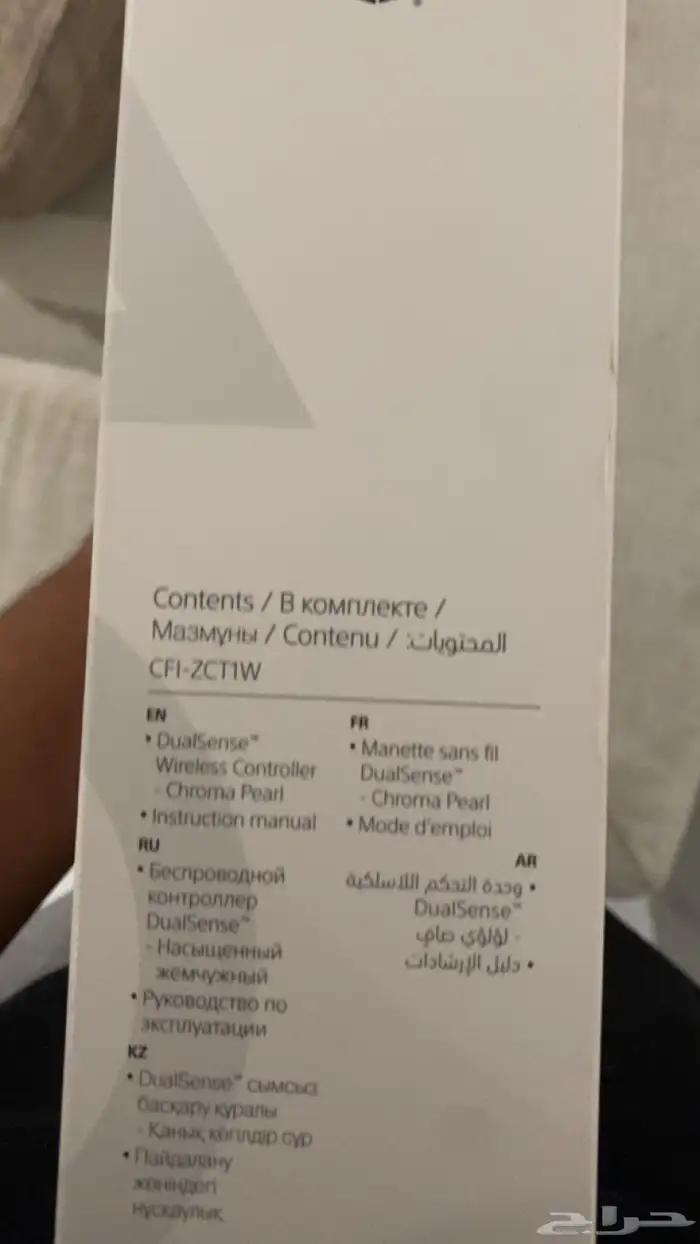 Contents / В комплекте /
Мазмұны / Contenu / المحتويات:
CFI-ZCT1W
EN
• DualSense™
Wireless Controller
- Chroma Pearl
• Instruction manual
FR
• Manette sans fil
DualSense™
- Chroma Pearl
• Mode d'emploi
RU
• Беспроводной
контроллер
DualSense™
- Насыщенный
жемчужный
• Руководство по
эксплуатации
AR
• وحدة التحكم اللاسلكية
DualSense™
- لؤلؤي صافٍ
• دليل الإرشادات
KZ
• DualSense™ сымсыз
басқару құралы
- Қанық көгілдір сұр
• Пайдалану
жөніндегі
нұсқаулық
حراج